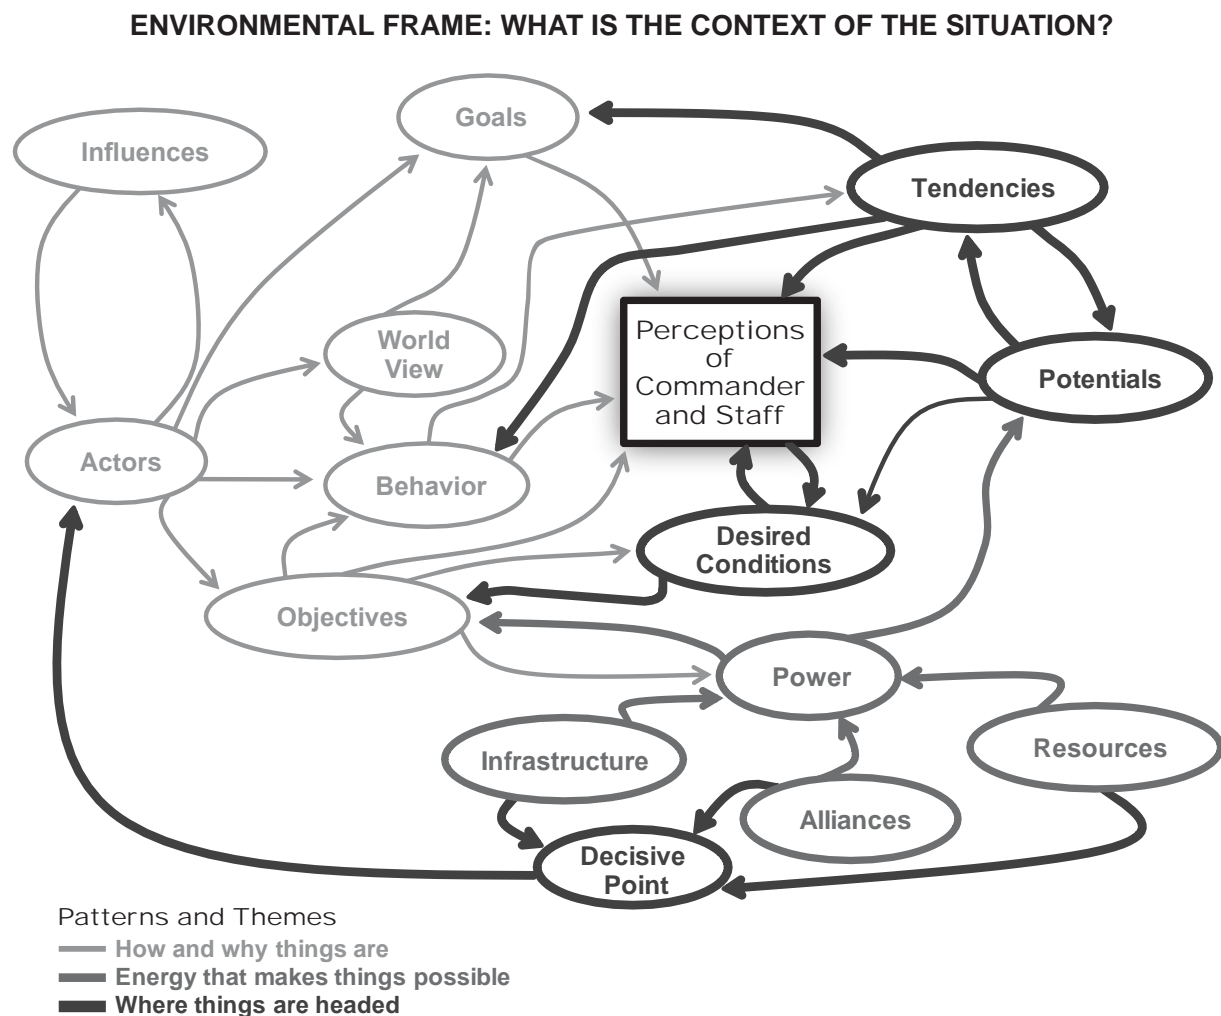 ENVIRONMENTAL FRAME: WHAT IS THE CONTEXT OF THE SITUATION?
Goals
Influences
Tendencies
World
View
Perceptions
of
Commander
and Staff
Potentials
Actors
Behavior
Desired
Conditions
Objectives
Power
Infrastructure
Resources
Alliances
Decisive
Point
Patterns and Themes
How and why things are
Energy that makes things possible
Where things are headed